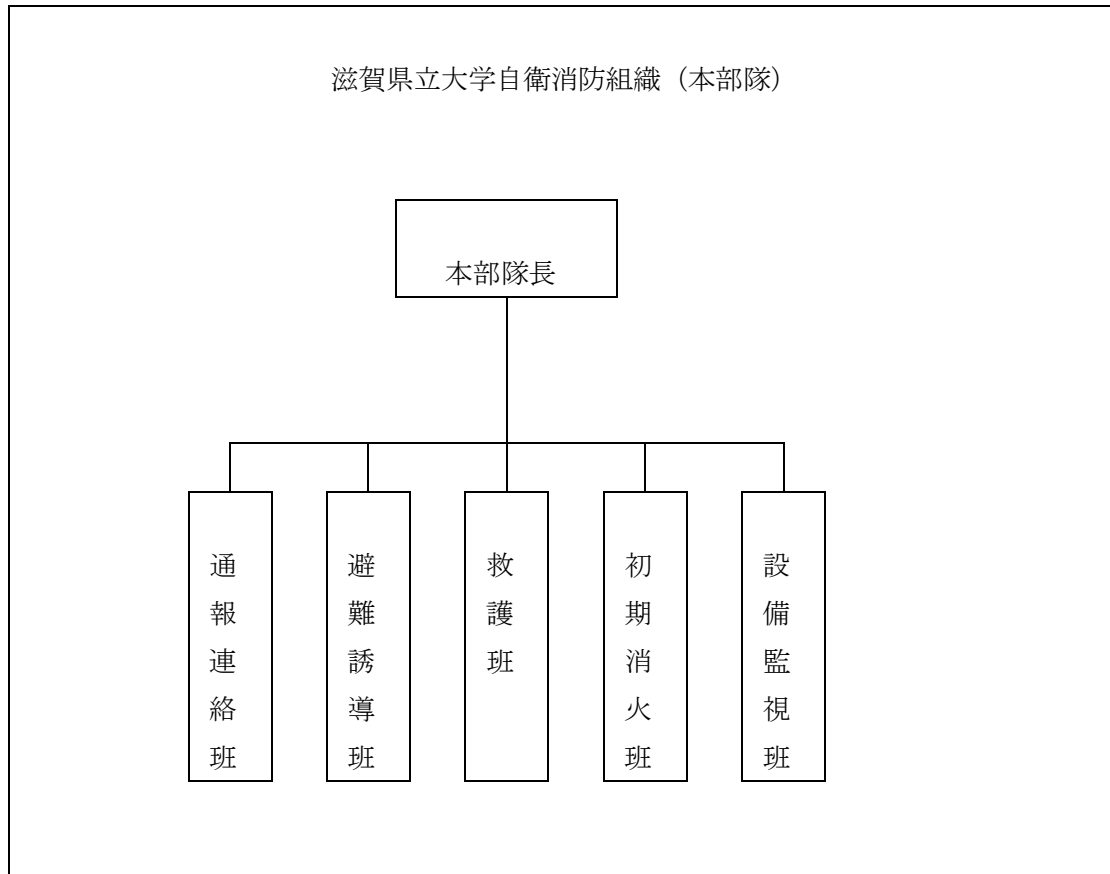 滋賀県立大学自衛消防組織（本部隊）
本部隊長
通報連絡班
避難誘導班
救護班
初期消火班
設備監視班